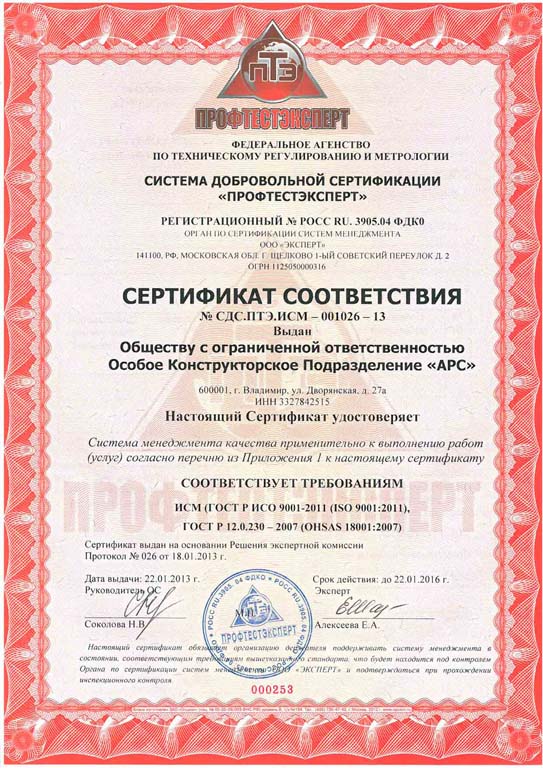 ПТЭ
ПРОФТЕСТЭКСПЕРТ
ФЕДЕРАЛЬНОЕ АГЕНСТВО
ПО ТЕХНИЧЕСКОМУ РЕГУЛИРОВАНИЮ И МЕТРОЛОГИИ
СИСТЕМА ДОБРОВОЛЬНОЙ СЕРТИФИКАЦИИ
«ПРОФТЕСТЭКСПЕРТ»
РЕГИСТРАЦИОННЫЙ № РОСС RU. 3905.04 ФДК0
ОРГАН ПО СЕРТИФИКАЦИИ СИСТЕМ МЕНЕДЖМЕНТА
ООО «ЭКСПЕРТ»
141100, РФ, МОСКОВСКАЯ ОБЛ. Г. ЩЕЛКОВО 1-ЫЙ СОВЕТСКИЙ ПЕРЕУЛОК Д. 2
ОГРН 1125050000316
СЕРТИФИКАТ СООТВЕТСТВИЯ
№ СДС.ПТЭ.ИСМ – 001026 – 13
Выдан
Обществу с ограниченной ответственностью
Особое Конструкторское Подразделение «АРС»
600001, г. Владимир, ул. Дворянская, д. 27а
ИНН 3327842515
Настоящий Сертификат удостоверяет
Система менеджмента качества применительно к выполнению работ
(услуг) согласно перечню из Приложения 1 к настоящему сертификату
СООТВЕТСТВУЕТ ТРЕБОВАНИЯМ
ПРОФТЕСТЭКСПЕРТ
ИСМ (ГОСТ Р ИСО 9001-2011 (ISO 9001:2011),
ГОСТ Р 12.0.230 – 2007 (OHSAS 18001:2007)
Сертификат выдан на основании Решения экспертной комиссии
Протокол № 026 от 18.01.2013 г.
Дата выдачи: 22.01.2013 г.
Срок действия: до 22.01.2016 г.
Руководитель ОС
Эксперт
М.П.
Соколова Н.В.
Алексеева Е.А.
РОСС RU.3905.04 ФДКО
ПРОФТЕСТЭКСПЕРТ
Настоящий сертификат обязывает организацию держателя поддерживать систему менеджмента в
состоянии, соответствующим требованиям вышеуказанного стандарта, что будет находится под контролем
Органа по сертификации систем менеджмента ООО «ЭКСПЕРТ» и подтверждается при прохождении
инспекционного контроля.
000253